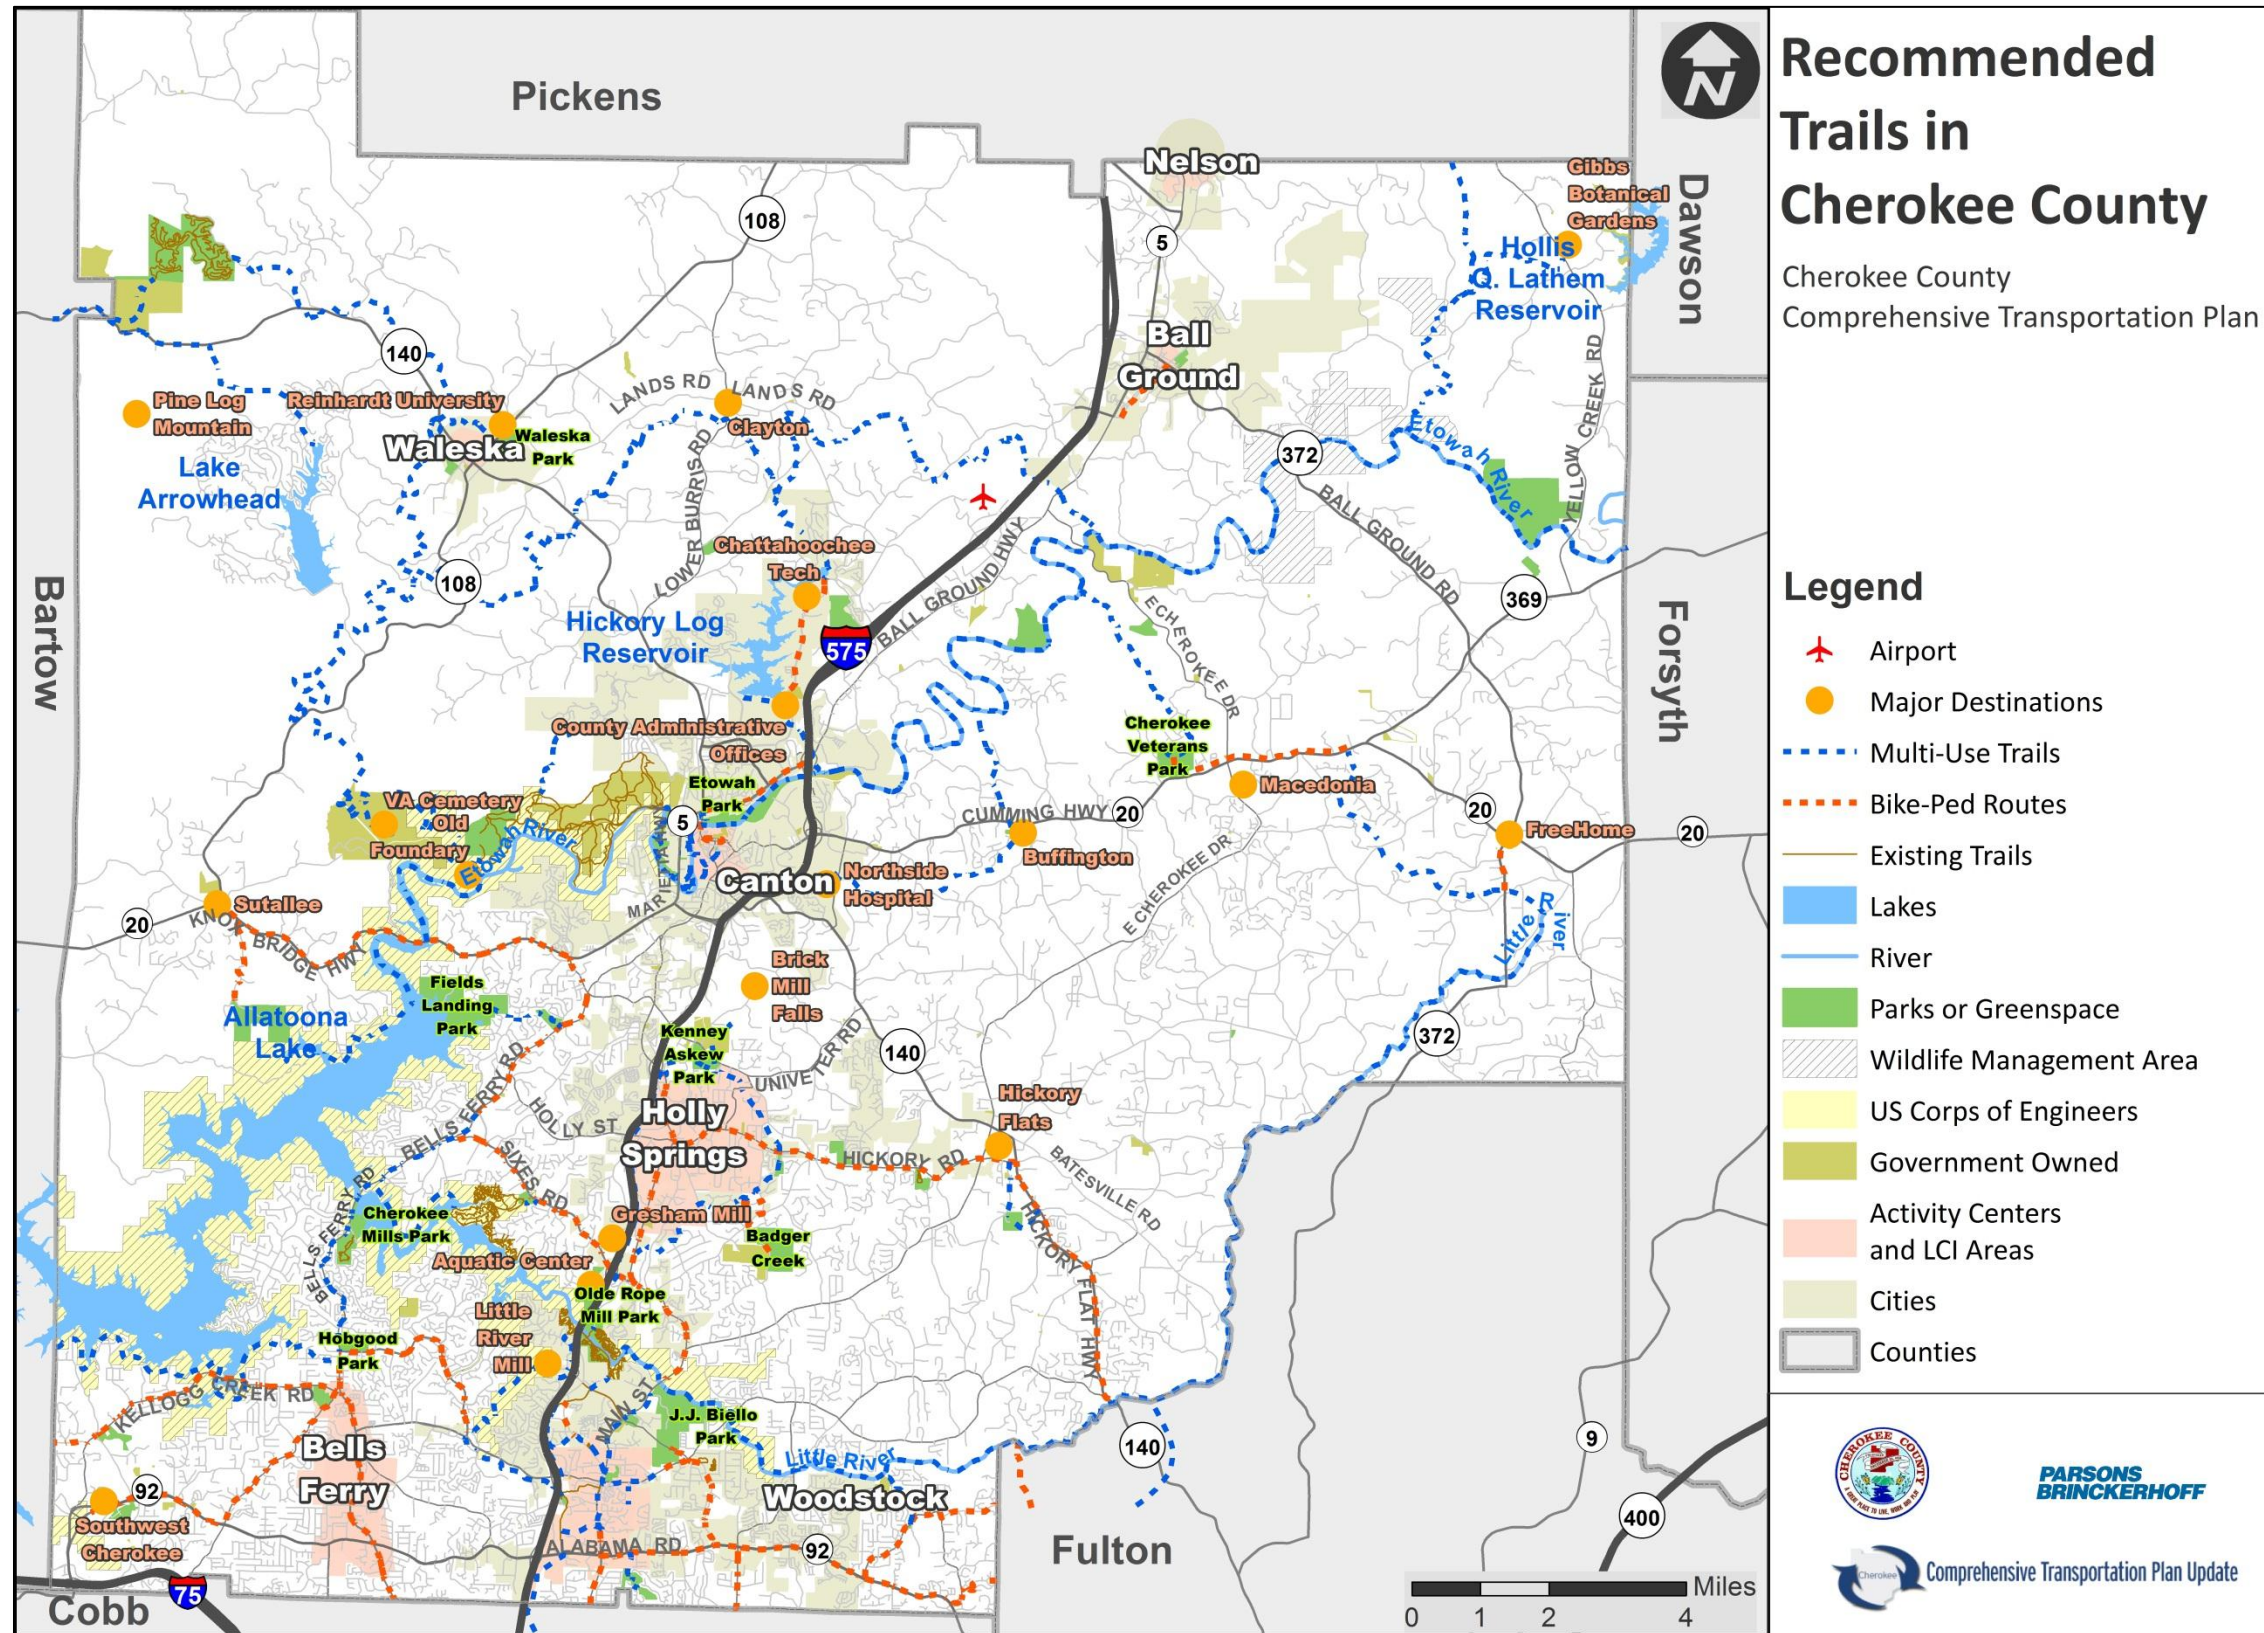 Pickens
Nelson
Gibbs
Botanical
Gardens
Dawson
108
5
Hollis
Q. Lathem
Reservoir
Ball
Ground
140
LANDS RD
LANDS RD
YELLOW CREEK RD
Pine Log
Mountain
Reinhardt University
Waleska
Park
Waleska
Clayton
Lake
Arrowhead
LOWER BURRIS RD
372
Etowah River
BALL GROUND RD
Bartow
108
Chattahoochee
Tech
Hickory Log
Reservoir
575
BALL GROUND HWY
E CHEROKEE DR
369
Forsyth
County Administrative
Offices
Cherokee
Veterans
Park
Etowah
Park
VA Cemetery
Old
Foundary
Etowah River
5
MARIETTA HWY
CUMMING HWY
20
Macedonia
20
FreeHome
20
Buffington
Canton
Northside
Hospital
E CHEROKEE DR
Sutallee
20
KNOX BRIDGE HWY
Little River
Brick
Mill
Falls
Fields
Landing
Park
Allatoona
Lake
Kenney
Askew
Park
UNIVETER RD
140
372
BELLS FERRY RD
HOLLY ST
Holly
Springs
Hickory
Flats
SIXES RD
HICKORY RD
BATESVILLE RD
BELLS FERRY RD
Cherokee
Mills Park
Gresham Mill
Badger
Creek
HICKORY FLAT HWY
Aquatic Center
Olde Rope
Mill Park
Little
River
Mill
Hobgood
Park
KELLOGG CREEK RD
MAIN ST
J.J. Biello
Park
Bells
Ferry
Little River
140
9
92
Southwest
Cherokee
Woodstock
ALABAMA RD
92
400
Fulton
75
Cobb
Miles
0 1 2 4
N
Recommended
Trails in
Cherokee County
Cherokee County
Comprehensive Transportation Plan
Legend
Airport
Major Destinations
Multi-Use Trails
Bike-Ped Routes
Existing Trails
Lakes
River
Parks or Greenspace
Wildlife Management Area
US Corps of Engineers
Government Owned
Activity Centers
and LCI Areas
Cities
Counties
CHEROKEE COUNTY
PARSONS
BRINCKERHOFF
Cherokee
Comprehensive Transportation Plan Update